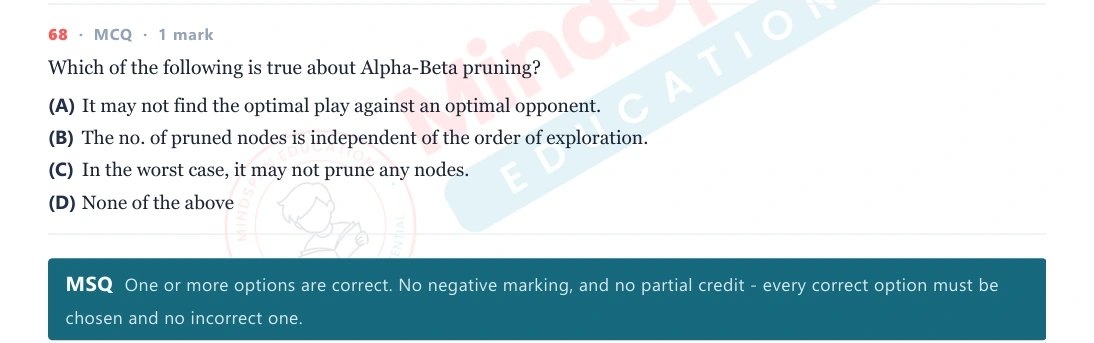 68 · MCQ · 1 mark
Which of the following is true about Alpha-Beta pruning?
(A) It may not find the optimal play against an optimal opponent.
(B) The no. of pruned nodes is independent of the order of exploration.
(C) In the worst case, it may not prune any nodes.
(D) None of the above
MSQ One or more options are correct. No negative marking, and no partial credit - every correct option must be
chosen and no incorrect one.
Minds
EDUCATION